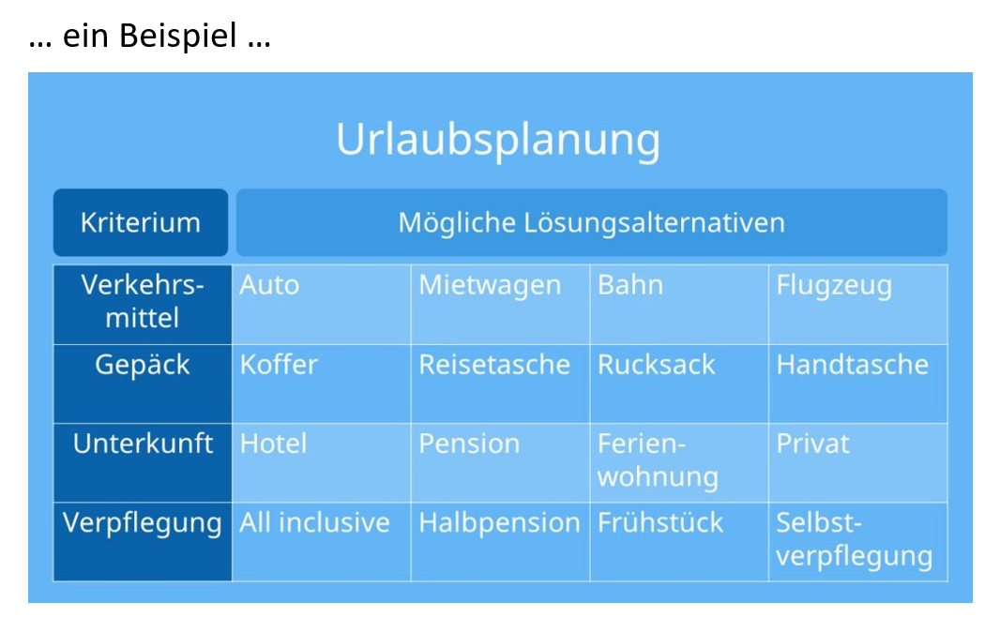 ... ein Beispiel ...
Urlaubsplanung
Kriterium Mögliche Lösungsalternativen
Verkehrs-
mittel
Auto Mietwagen Bahn Flugzeug
Gepäck Koffer Reisetasche Rucksack Handtasche
Unterkunft Hotel Pension Ferien-
wohnung
Privat
Verpflegung All inclusive Halbpension Frühstück Selbst-
verpflegung